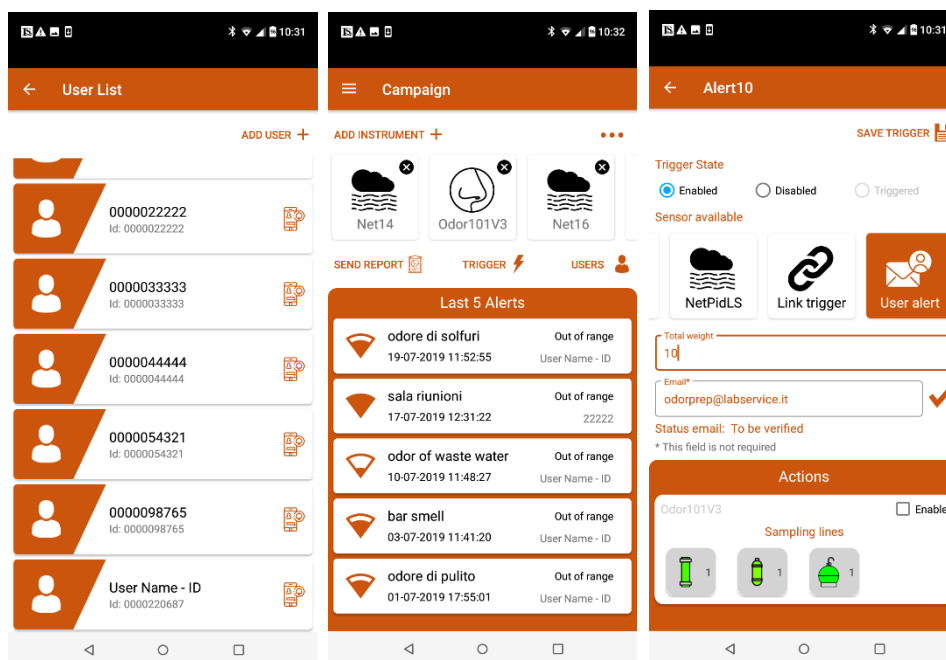 10:31
User List
ADD USER +
0000022222
Id: 0000022222
0000033333
Id: 0000033333
0000044444
Id: 0000044444
0000054321
Id: 0000054321
0000098765
Id: 0000098765
User Name - ID
Id: 0000220687
10:32
Campaign
ADD INSTRUMENT +
Net14
Odor101V3
Net16
SEND REPORT
TRIGGER
USERS
Last 5 Alerts
odore di solfuri Out of range
19-07-2019 11:52:55 User Name - ID
sala riunioni Out of range
17-07-2019 12:31:22 22222
odor of waste water Out of range
10-07-2019 11:48:27 User Name - ID
bar smell Out of range
03-07-2019 11:41:20 User Name - ID
odore di pulito Out of range
01-07-2019 17:55:01 User Name - ID
10:31
Alert10
SAVE TRIGGER
Trigger State
Enabled Disabled Triggered
Sensor available
NetPidLS Link trigger User alert
Total weight
10
Email*
odorprep@labservice.it
Status email: To be verified
* This field is not required
Actions
Odor101V3 Enable
Sampling lines
1 1 1